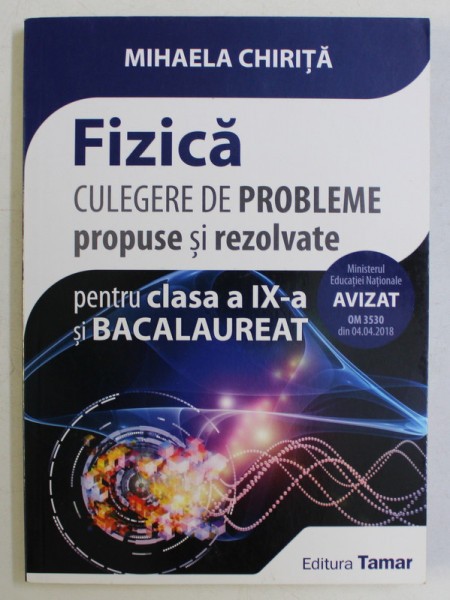 MIHAELA CHIRIȚĂ
Fizică
CULEGERE DE PROBLEME
propuse și rezolvate
pentru clasa a IX-a
și BACALAUREAT
Ministerul
Educației Naționale
AVIZAT
OM 3530
din 04.04.2018
Editura Tamar